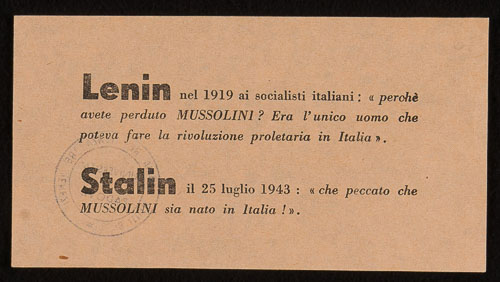 Lenin nel 1919 ai socialisti italiani : « perchè
avete perduto MUSSOLINI ? Era l'unico uomo che
poteva fare la rivoluzione proletaria in Italia ».
Stalin il 25 luglio 1943 : « che peccato che
MUSSOLINI sia nato in Italia ! ».